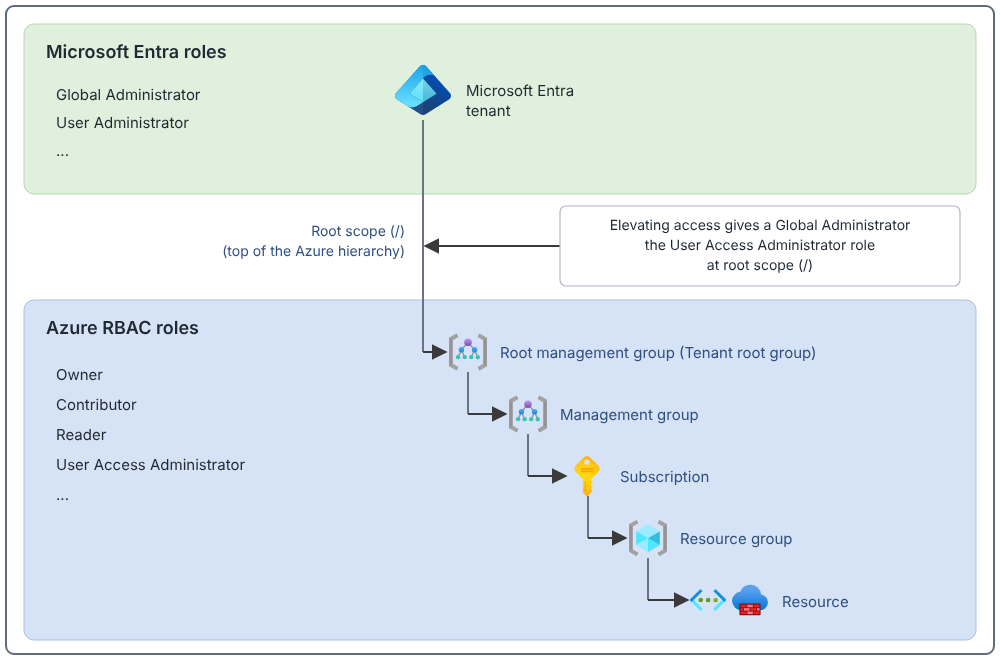 Microsoft Entra roles
Global Administrator
User Administrator
...
Microsoft Entra
tenant
Root scope (/)
(top of the Azure hierarchy)
Elevating access gives a Global Administrator
the User Access Administrator role
at root scope (/)
Azure RBAC roles
Owner
Contributor
Reader
User Access Administrator
...
Root management group (Tenant root group)
Management group
Subscription
Resource group
Resource